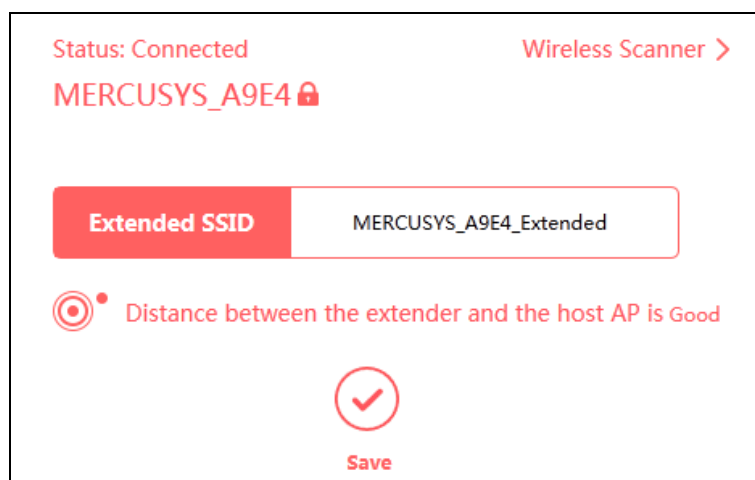 Status: Connected
Wireless Scanner >
MERCUSYS_A9E4
Extended SSID
MERCUSYS_A9E4_Extended
Distance between the extender and the host AP is Good
Save